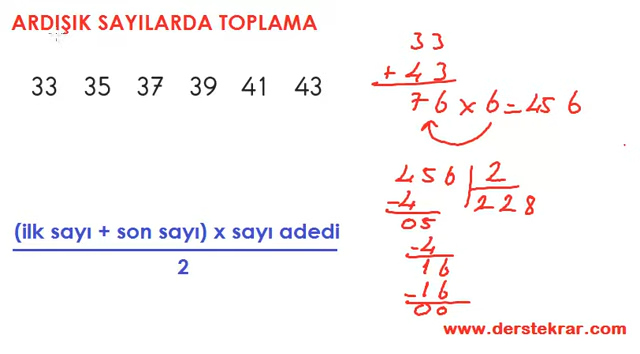 ARDIŞIK SAYILARDA TOPLAMA
33 35 37 39 41 43
(ilk sayı + son sayı) x sayı adedi
2
33
+ 43
76 x 6 = 456
456 2
-4 228
05
-4
16
-16
00
www.derstekrar.com